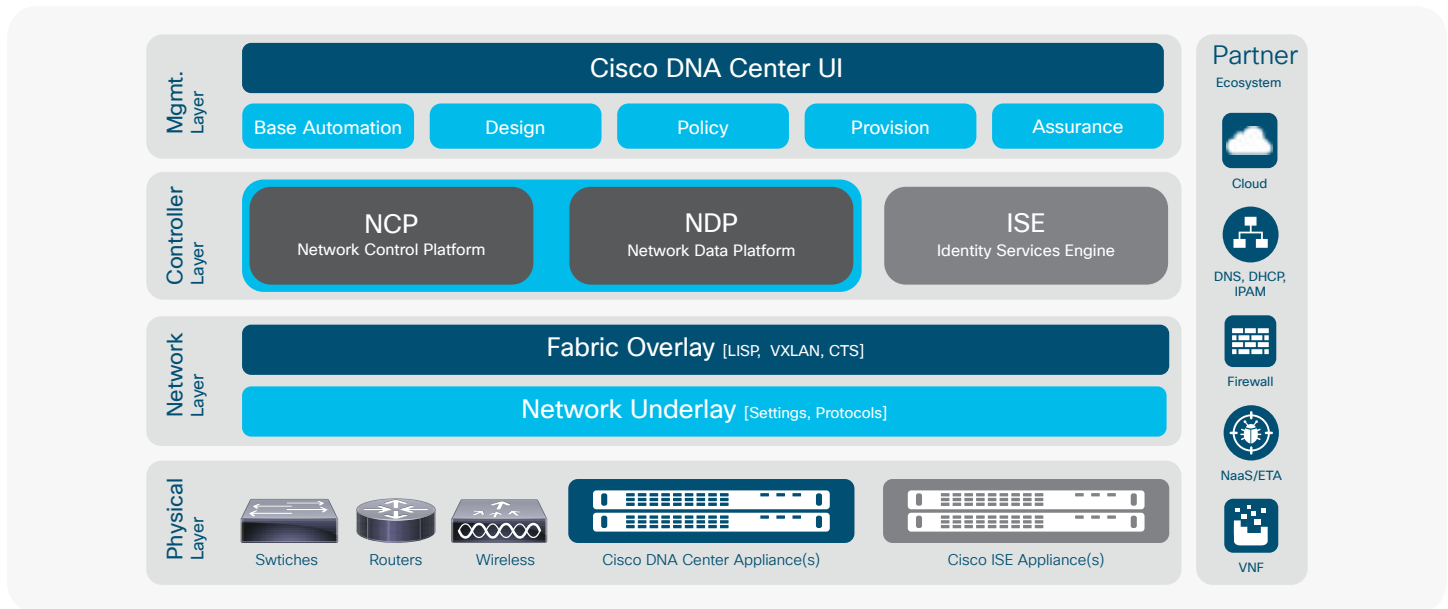 Mgmt.
Layer
Cisco DNA Center UI
Base Automation
Design
Policy
Provision
Assurance
Controller
Layer
NCP
Network Control Platform
NDP
Network Data Platform
ISE
Identity Services Engine
Network
Layer
Fabric Overlay [LISP, VXLAN, CTS]
Network Underlay [Settings, Protocols]
Physical
Layer
Swtiches
Routers
Wireless
Cisco DNA Center Appliance(s)
Cisco ISE Appliance(s)
Partner
Ecosystem
Cloud
DNS, DHCP,
IPAM
Firewall
NaaS/ETA
VNF